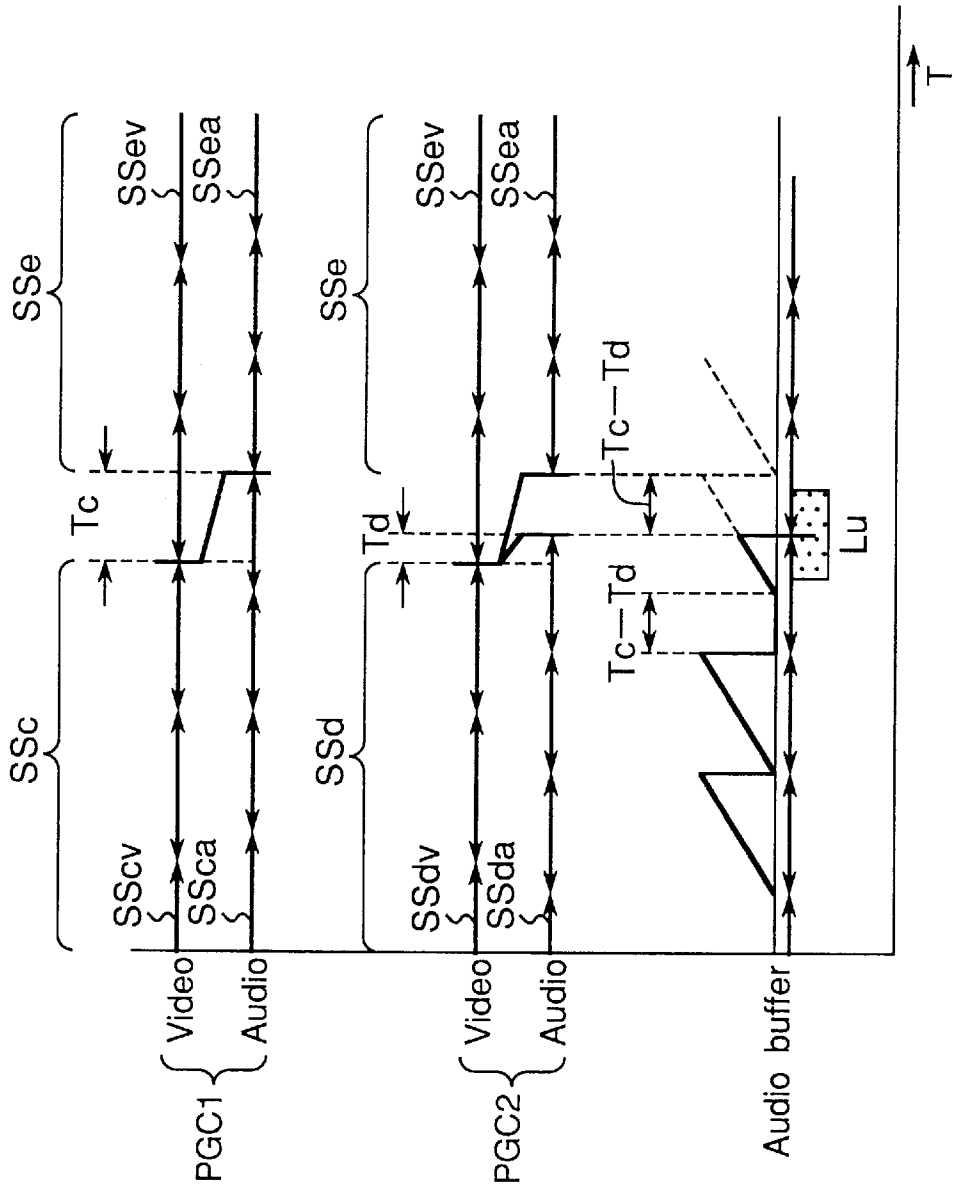 SSc
SSe
Tc
SScv
SSev
SSca
SSea
PGC1
Video
Audio
SSd
SSe
Td
SSdv
SSev
SSda
SSea
PGC2
Video
Audio
Tc—Td
Tc—Td
Lu
Audio buffer
T